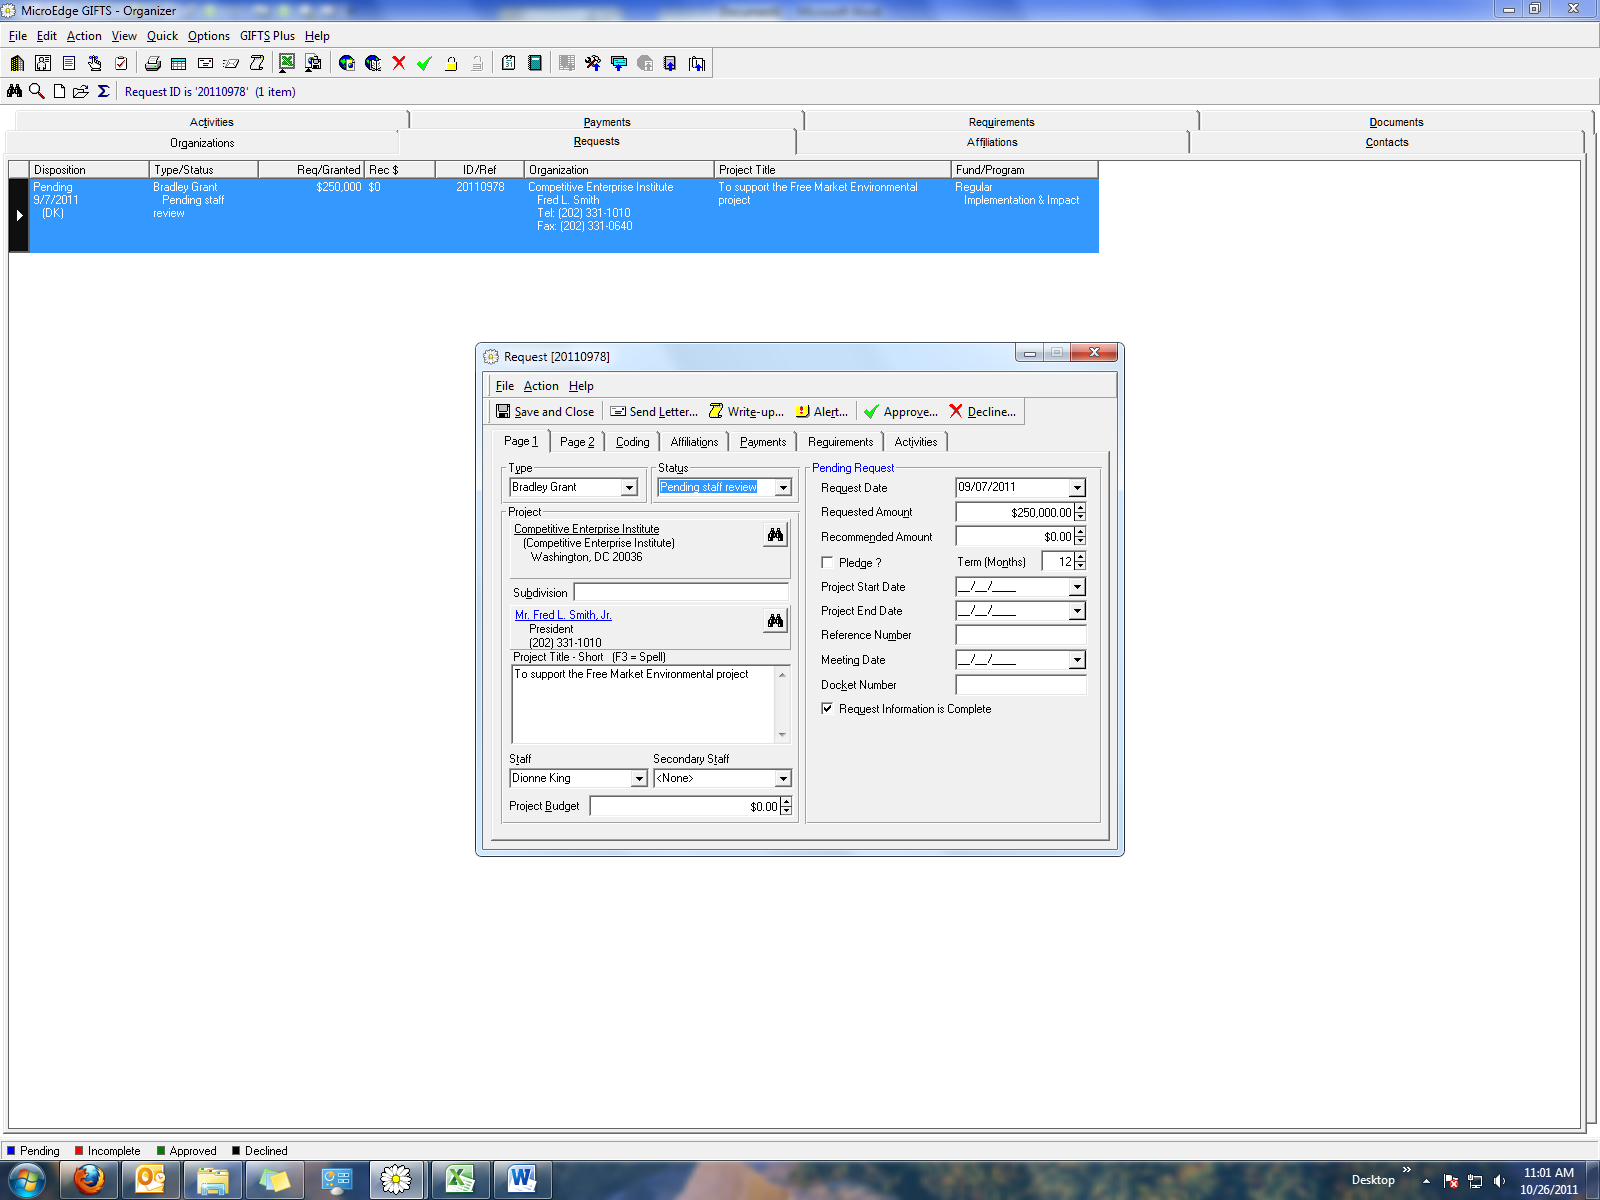 MicroEdge GIFTS - Organizer
File Edit Action View Quick Options GIFTS Plus Help
Request ID is '20110978' (1 item)
Activities Payments Requirements Documents
Organizations Requests Affiliations Contacts
Disposition Type/Status Req/Granted Rec $ ID/Ref Organization Project Title Fund/Program
Pending Bradley Grant $250,000 $0 20110978 Competitive Enterprise Institute To support the Free Market Environmental Regular
9/7/2011 Pending staff Fred L. Smith project Implementation & Impact
(DK) review Tel: (202) 331-1010
Fax: (202) 331-0640
Request [20110978]
File Action Help
Save and Close Send Letter... Write-up... Alert... Approve... Decline...
Page 1 Page 2 Coding Affiliations Payments Requirements Activities
Type Status
Bradley Grant Pending staff review
Project
Competitive Enterprise Institute
(Competitive Enterprise Institute)
Washington, DC 20036
Subdivision
Mr. Fred L. Smith, Jr.
President
(202) 331-1010
Project Title - Short (F3 = Spell)
To support the Free Market Environmental project
Staff Secondary Staff
Dionne King <None>
Project Budget $0.00
Pending Request
Request Date 09/07/2011
Requested Amount $250,000.00
Recommended Amount $0.00
Pledge ? Term (Months) 12
Project Start Date __/__/____
Project End Date __/__/____
Reference Number
Meeting Date __/__/____
Docket Number
Request Information is Complete
Pending Incomplete Approved Declined
Desktop
11:01 AM
10/26/2011